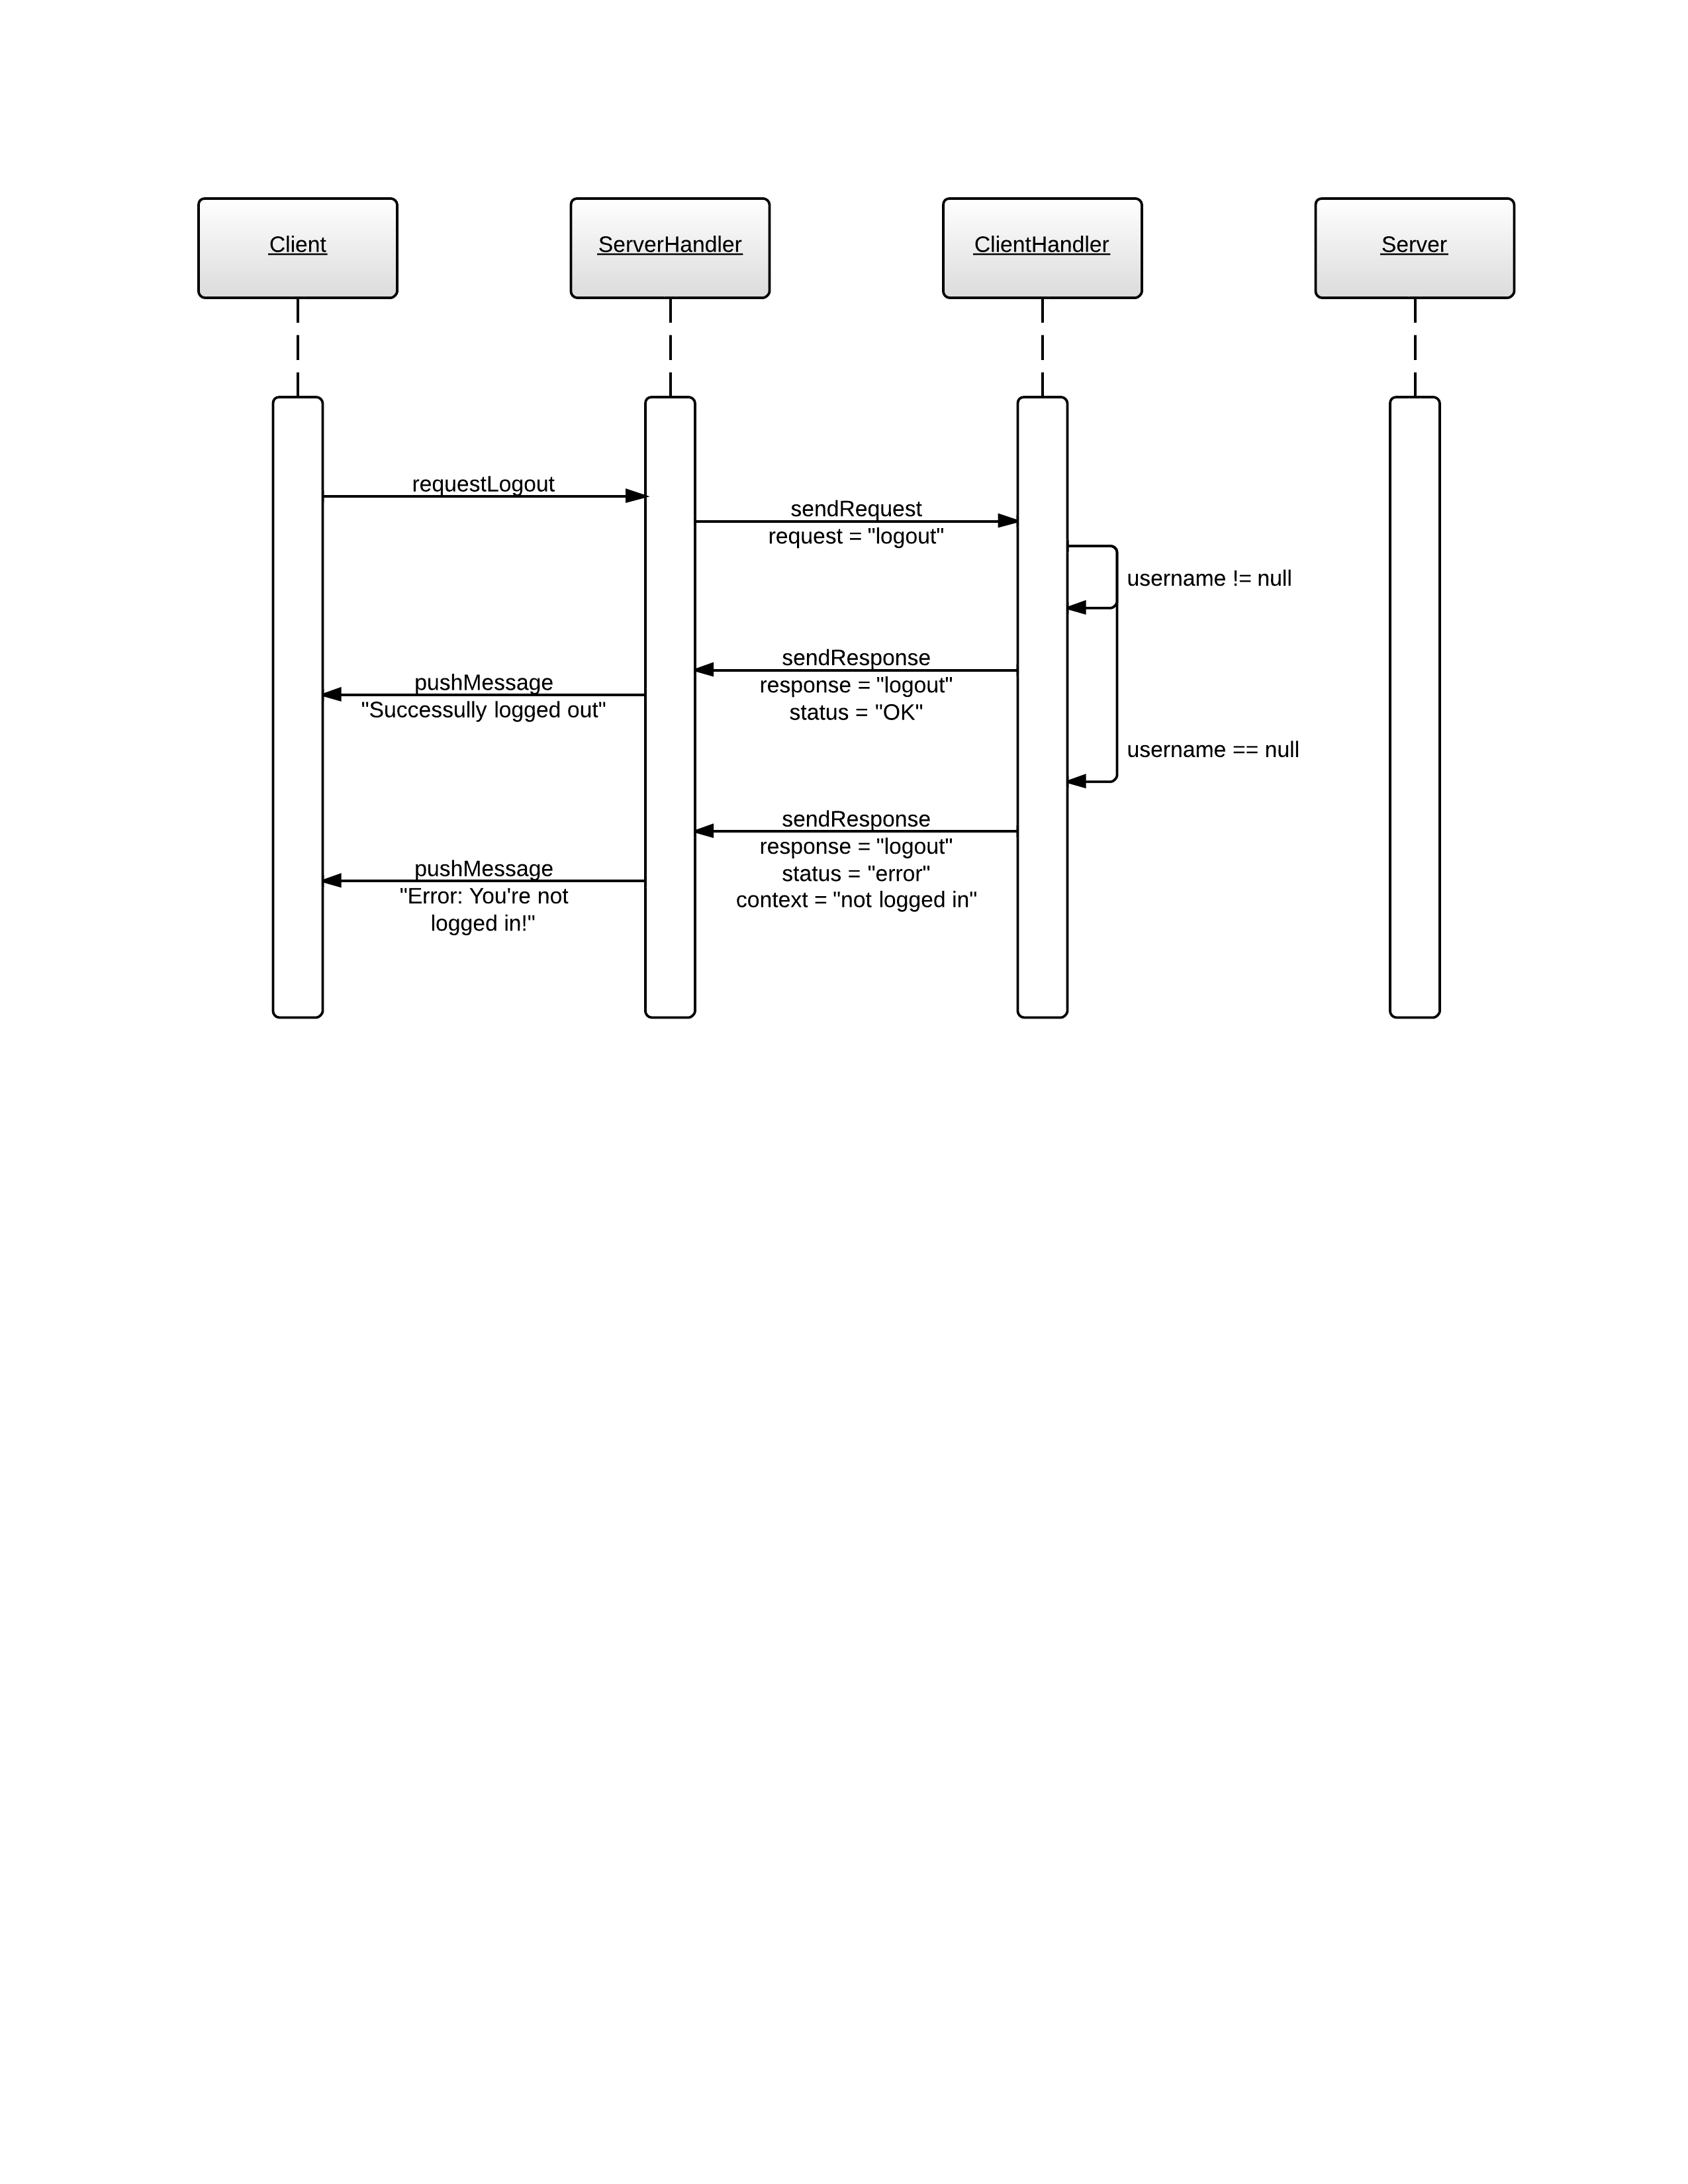 Client
ServerHandler
ClientHandler
Server
requestLogout
sendRequest
request = "logout"
username != null
sendResponse
response = "logout"
status = "OK"
pushMessage
"Successully logged out"
username == null
sendResponse
response = "logout"
status = "error"
context = "not logged in"
pushMessage
"Error: You're not
logged in!"